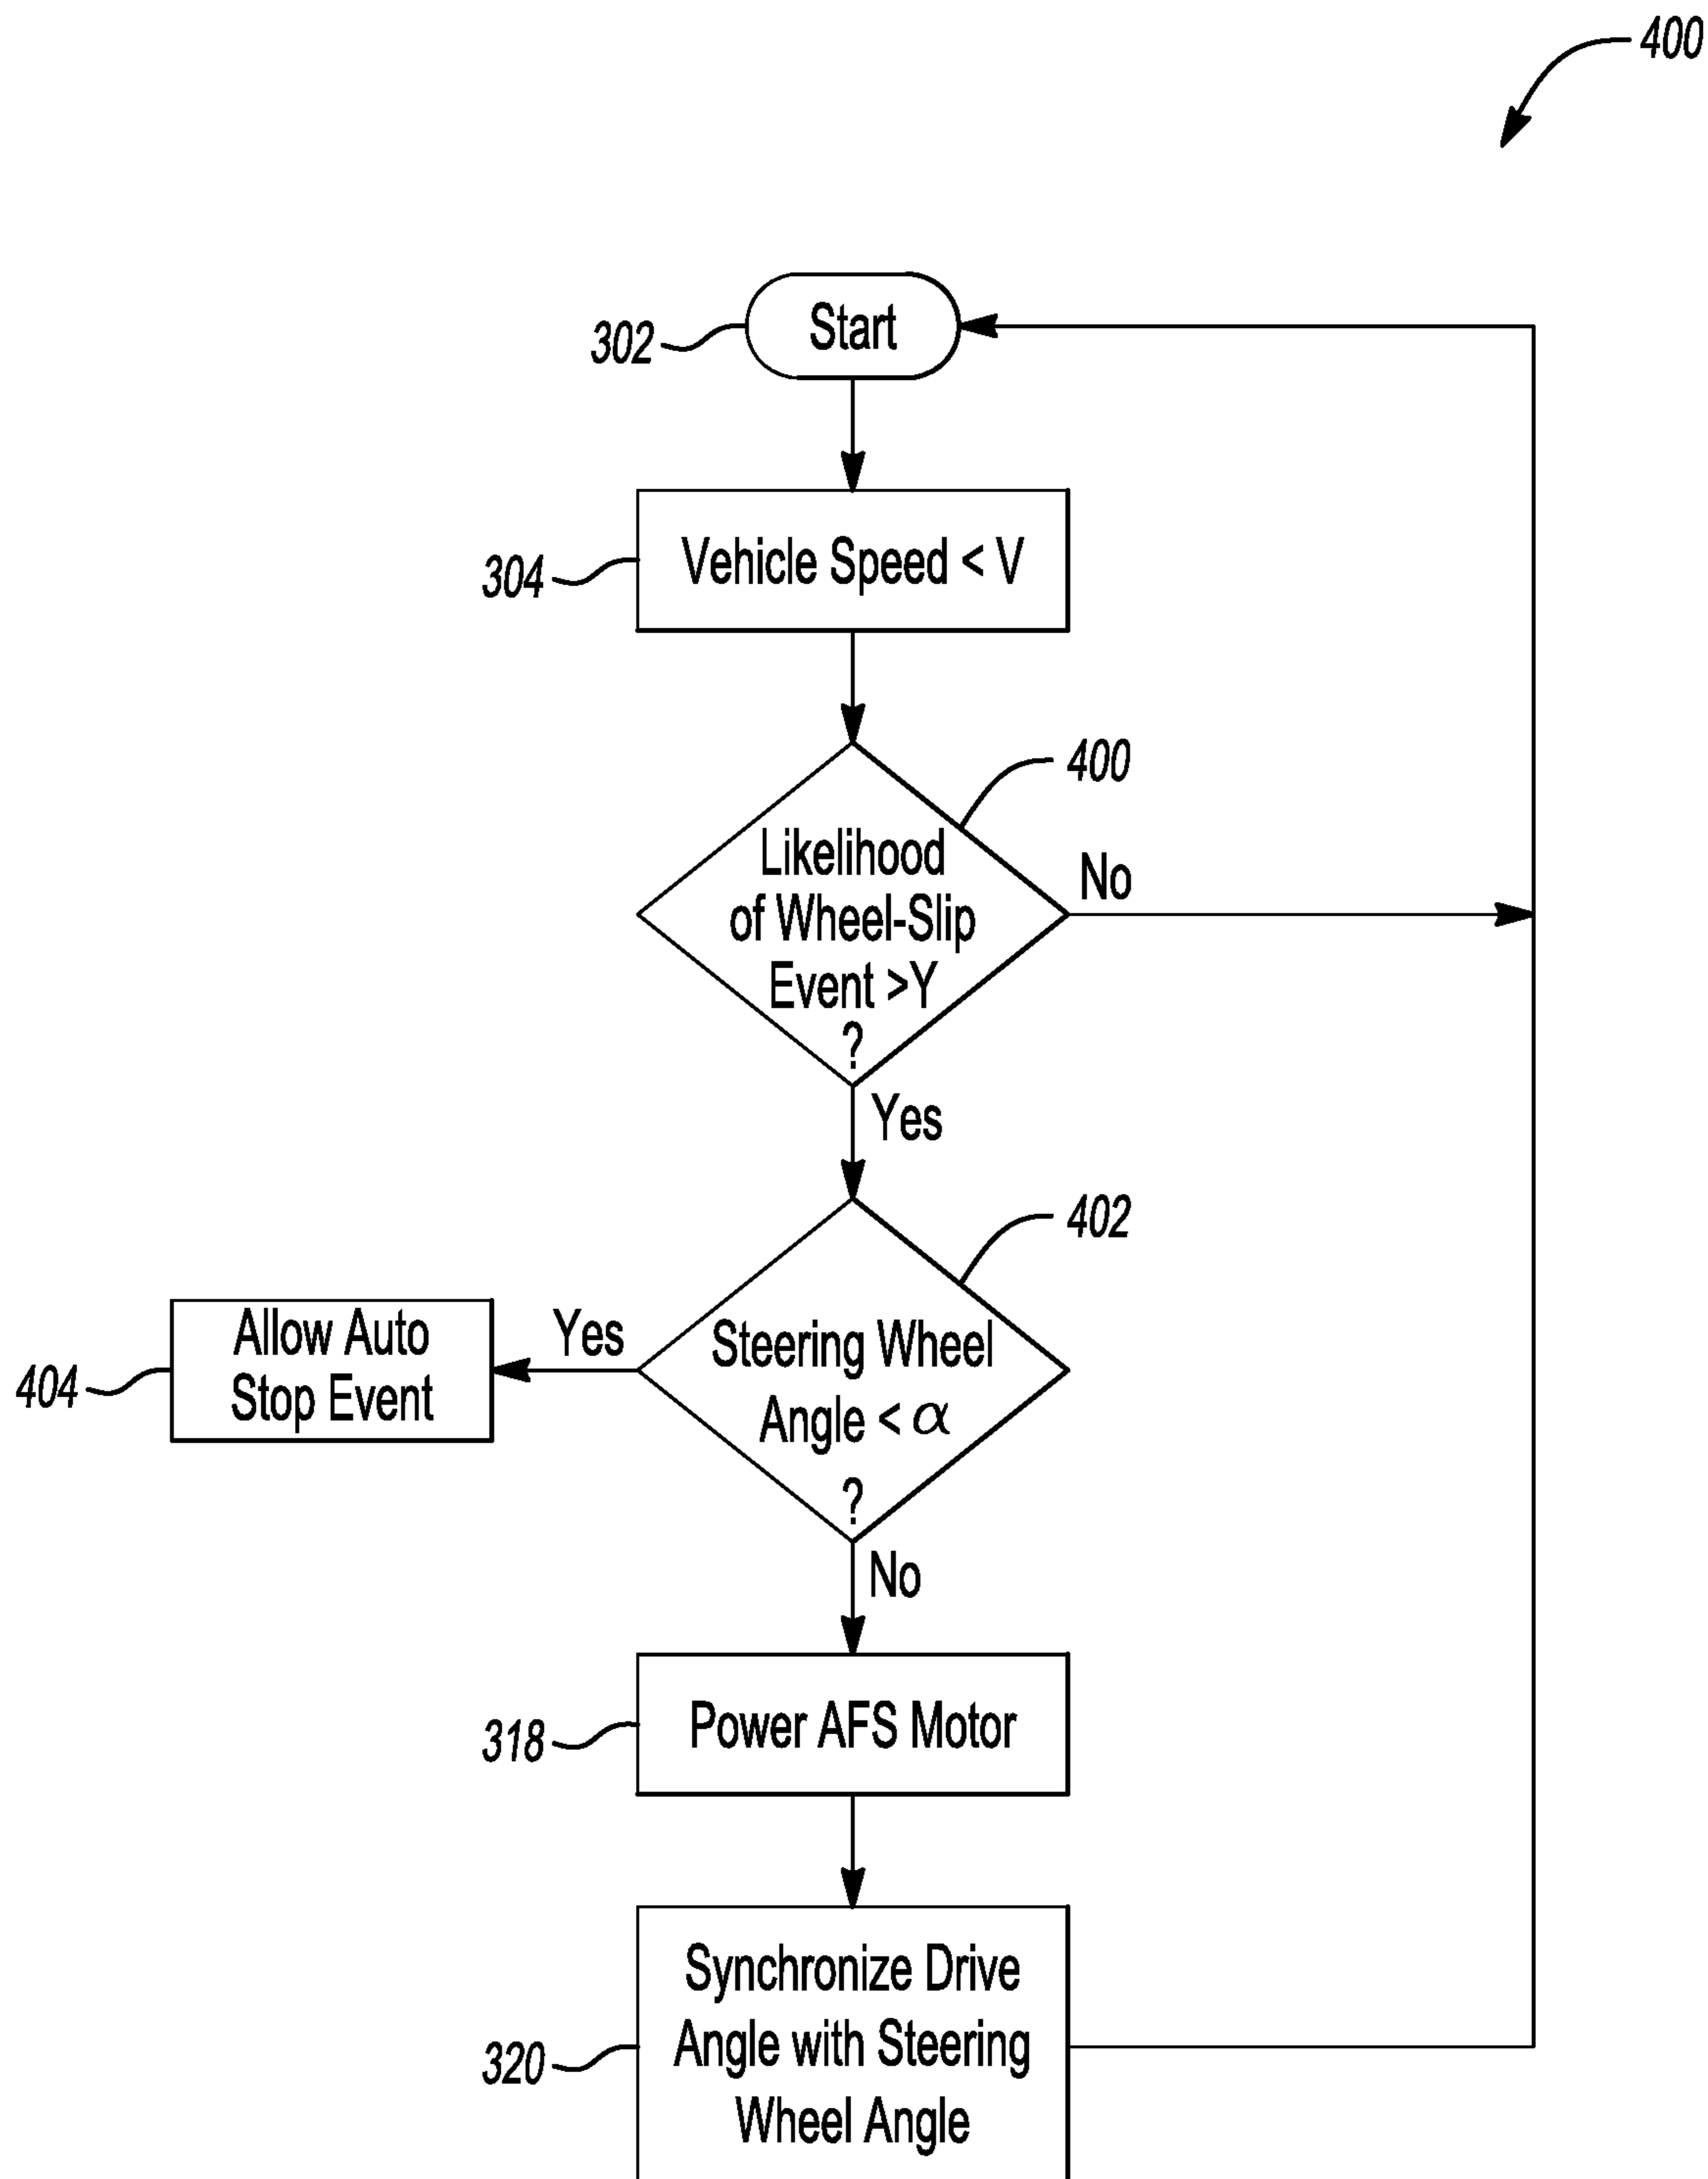 400
302
Start
304
Vehicle Speed < V
400
Likelihood
of Wheel-Slip
Event >Y
?
No
Yes
402
Steering Wheel
Angle < α
?
Yes
Allow Auto
Stop Event
404
No
318
Power AFS Motor
320
Synchronize Drive
Angle with Steering
Wheel Angle